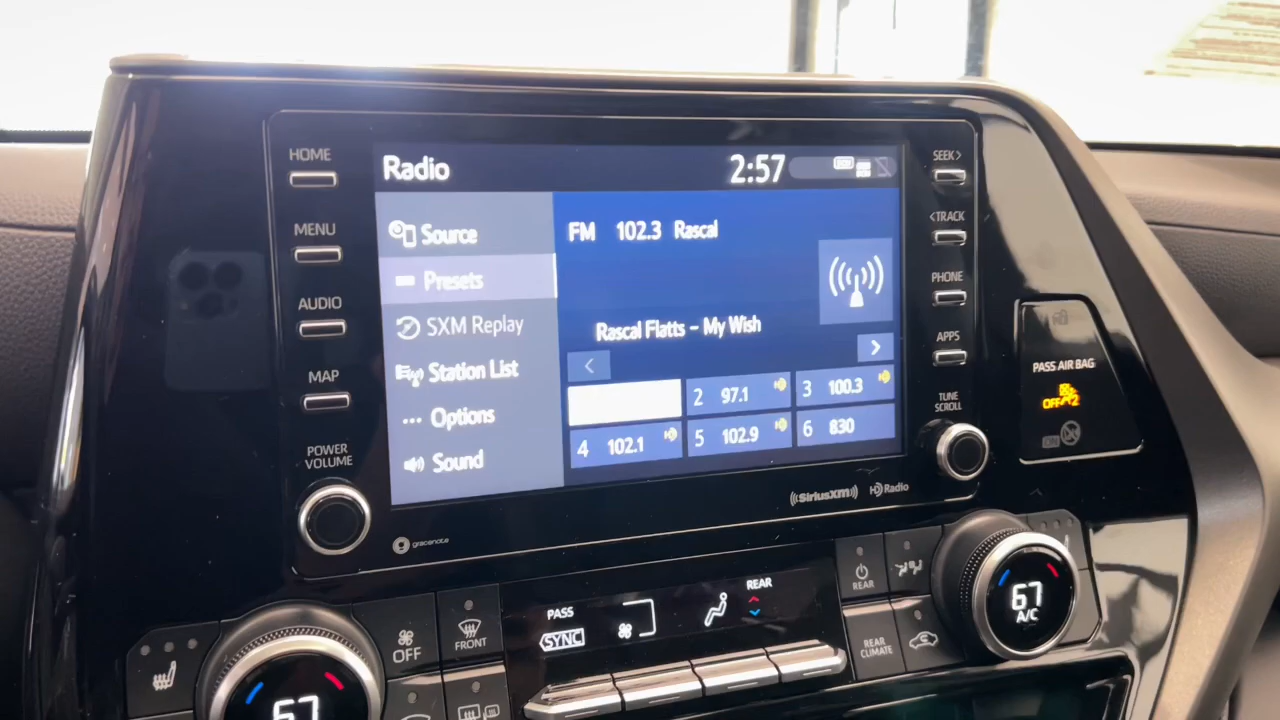 HOME
MENU
AUDIO
MAP
POWER
VOLUME
Radio
2:57
Source
Presets
SXM Replay
Station List
Options
Sound
FM 102.3 Rascal
Rascal Flatts - My Wish
2 97.1
3 100.3
4 102.1
5 102.9
6 830
SEEK>
<TRACK
PHONE
APPS
TUNE
SCROLL
PASS AIR BAG
OFF
2
ON
gracenote
((SiriusXM))
HD Radio
67
OFF
FRONT
PASS
SYNC
REAR
REAR
REAR
CLIMATE
67
A/C